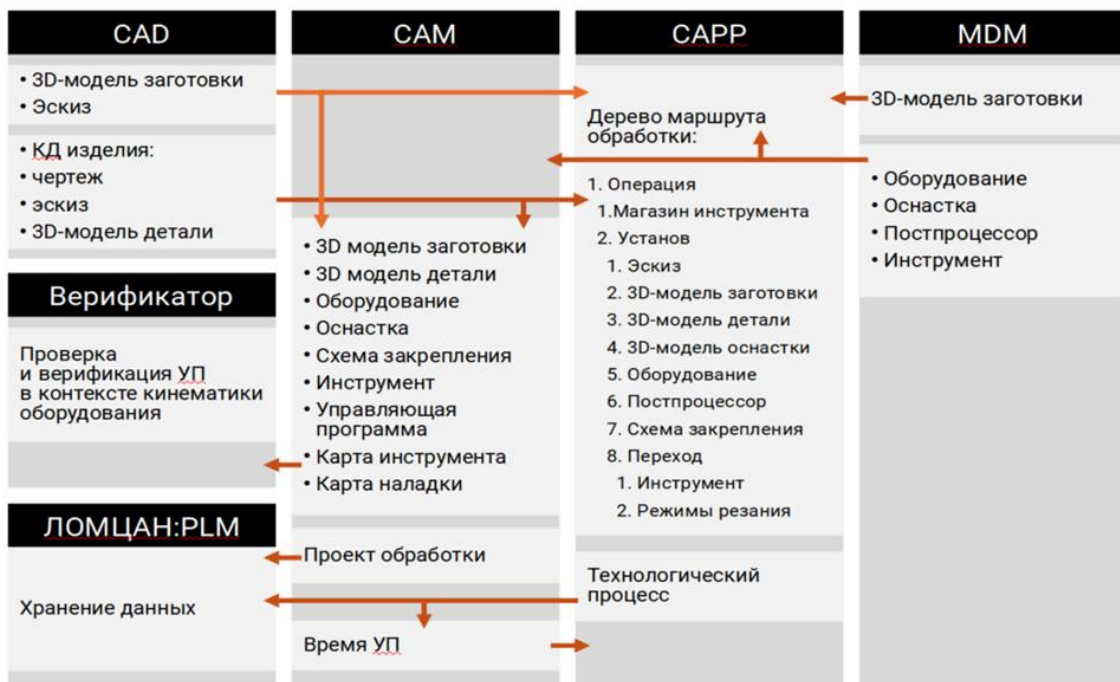 CAD
• 3D-модель заготовки
• Эскиз
• КД изделия:
• чертеж
• эскиз
• 3D-модель детали
Верификатор
Проверка
и верификация УП
в контексте кинематики
оборудования
ЛОМЦАН:PLM
Хранение данных
CAM
• 3D модель заготовки
• 3D модель детали
• Оборудование
• Оснастка
• Схема закрепления
• Инструмент
• Управляющая
программа
• Карта инструмента
• Карта наладки
Проект обработки
Время УП
CAPP
Дерево маршрута
обработки:
1. Операция
1.Магазин инструмента
2. Установ
1. Эскиз
2. 3D-модель заготовки
3. 3D-модель детали
4. 3D-модель оснастки
5. Оборудование
6. Постпроцессор
7. Схема закрепления
8. Переход
1. Инструмент
2. Режимы резания
Технологический
процесс
MDM
3D-модель заготовки
• Оборудование
• Оснастка
• Постпроцессор
• Инструмент